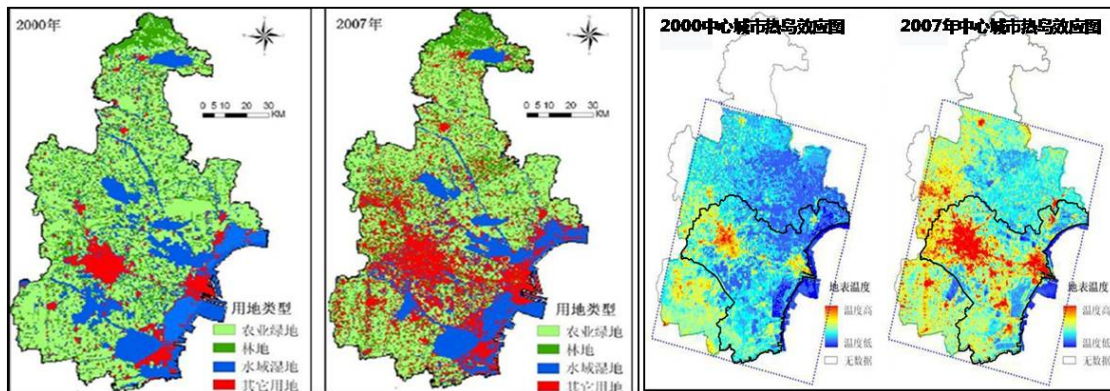 2000年
0 5 10 20 30
KM
用地类型
农业绿地
林地
水域湿地
其它用地
2007年
0 5 10 20 30
KM
用地类型
农业绿地
林地
水域湿地
其它用地
2000中心城市热岛效应图
地表温度
温度高
温度低
无数据
2007年中心城市热岛效应图
地表温度
温度高
温度低
无数据